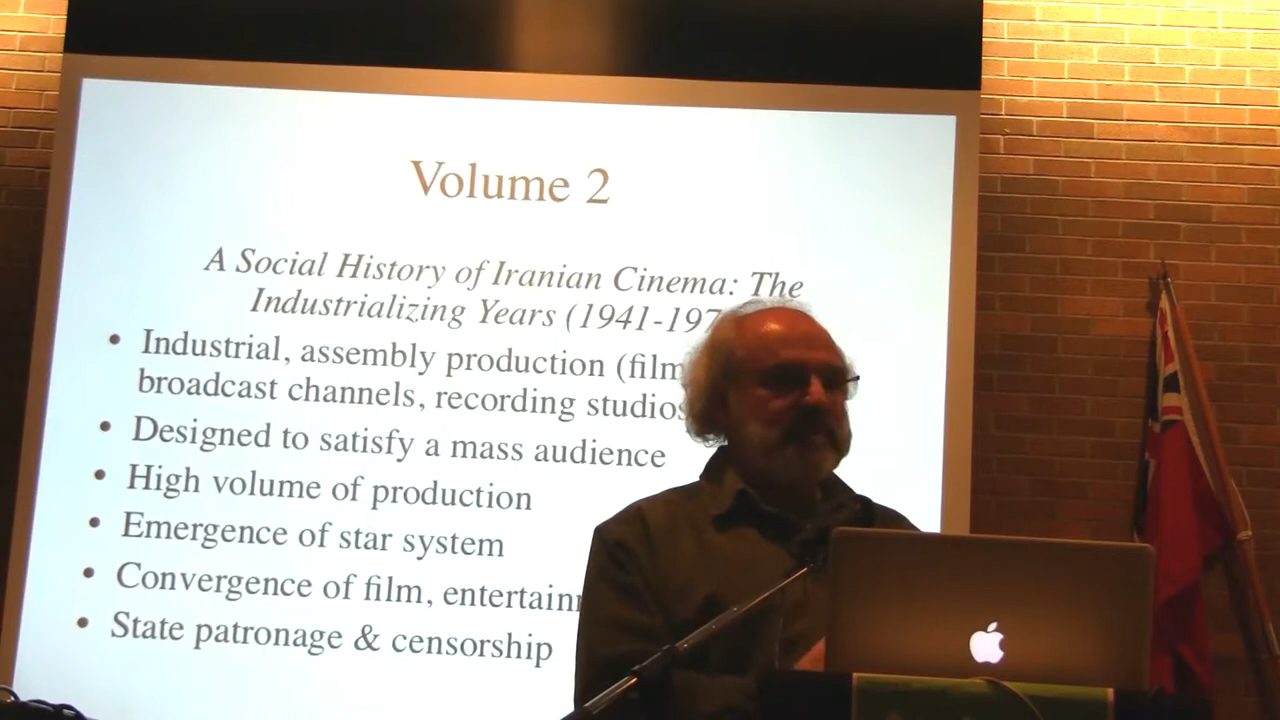 Volume 2
A Social History of Iranian Cinema: The
Industrializing Years (1941-197
Industrial, assembly production (film
broadcast channels, recording studios
Designed to satisfy a mass audience
High volume of production
Emergence of star system
Convergence of film,
State patronage & censorship